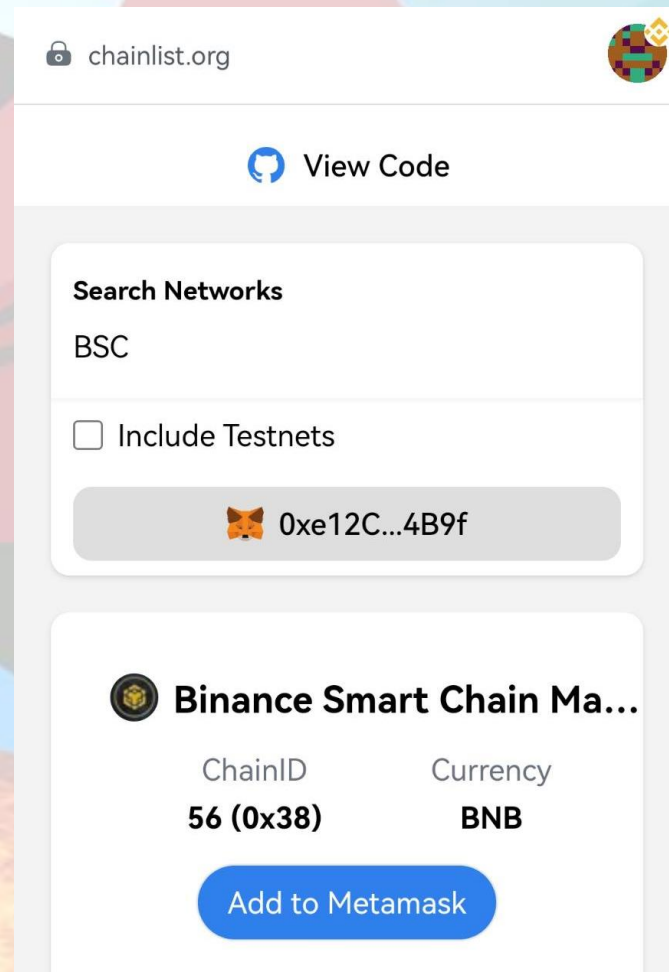 chainlist.org
View Code
Search Networks
BSC
Include Testnets
0xe12C...4B9f
Binance Smart Chain Ma...
ChainID Currency
56 (0x38) BNB
Add to Metamask